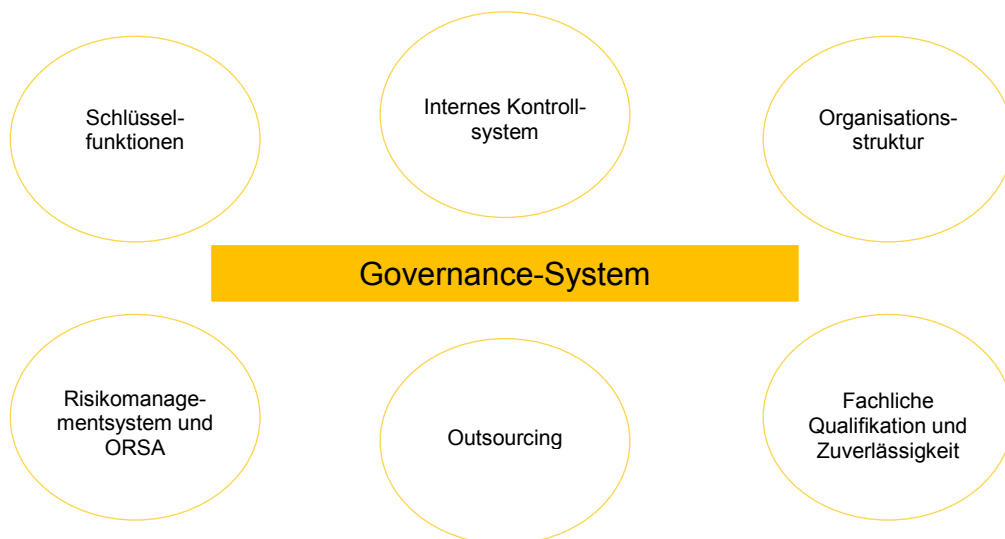 Schlüssel-
funktionen
Internes Kontroll-
system
Organisations-
struktur
Governance-System
Risikomanage-
mentsystem und
ORSA
Outsourcing
Fachliche
Qualifikation und
Zuverlässigkeit